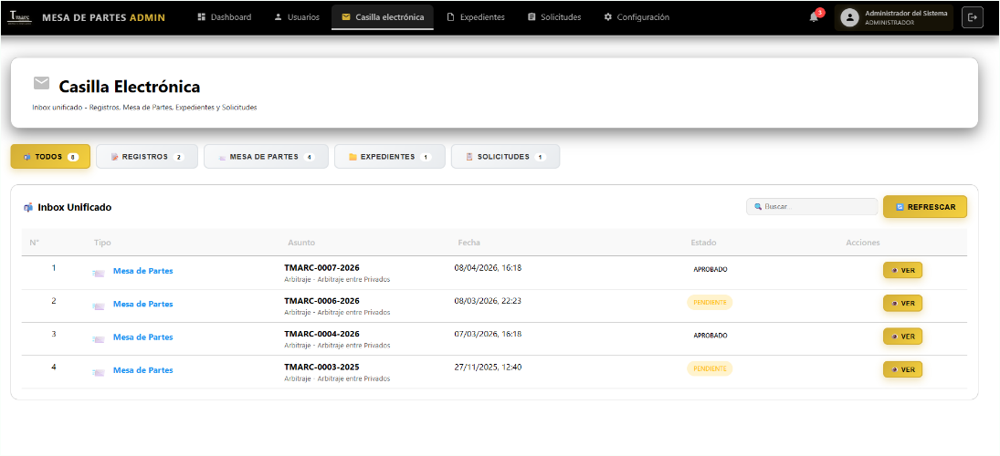 Tmarc MESA DE PARTES ADMIN Dashboard Usuarios Casilla electrónica Expedientes Solicitudes Configuración 3 Administrador del Sistema
ADMINISTRADOR
Casilla Electrónica
Inbox unificado - Registros, Mesa de Partes, Expedientes y Solicitudes
TODOS 8 REGISTROS 2 MESA DE PARTES 4 EXPEDIENTES 1 SOLICITUDES 1
Inbox Unificado Buscar... REFRESCAR
N° Tipo Asunto Fecha Estado Acciones
1 Mesa de Partes TMARC-0007-2026 08/04/2026, 16:18 APROBADO VER
Arbitraje - Arbitraje entre Privados
2 Mesa de Partes TMARC-0006-2026 08/03/2026, 22:23 PENDIENTE VER
Arbitraje - Arbitraje entre Privados
3 Mesa de Partes TMARC-0004-2026 07/03/2026, 16:18 APROBADO VER
Arbitraje - Arbitraje entre Privados
4 Mesa de Partes TMARC-0003-2025 27/11/2025, 12:40 PENDIENTE VER
Arbitraje - Arbitraje entre Privados